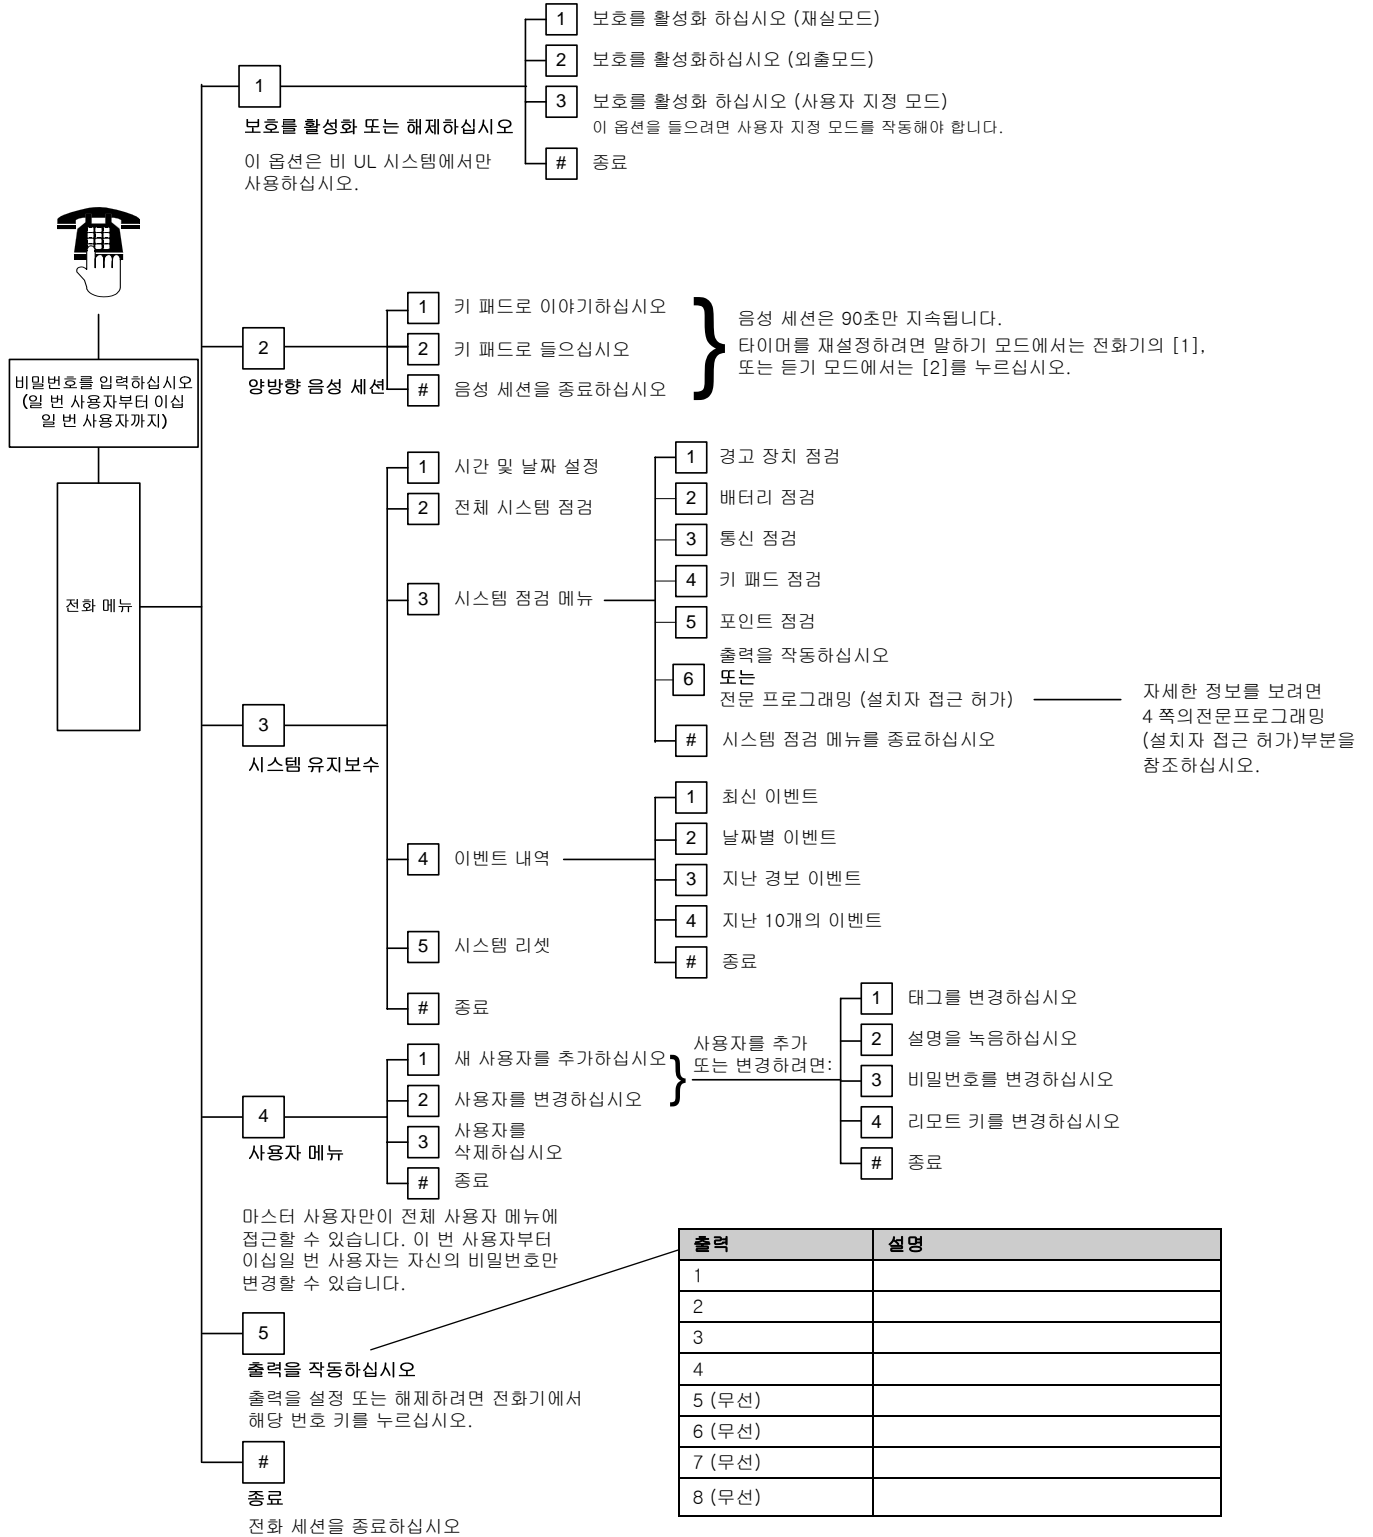 1 보호를 활성화 하십시오 (재실모드)
2 보호를 활성화하십시오 (외출모드)
1
3 보호를 활성화 하십시오 (사용자 지정 모드)
이 옵션을 들으려면 사용자 지정 모드를 작동해야 합니다.
보호를 활성화 또는 해제하십시오
# 종료
이 옵션은 비 UL 시스템에서만
사용하십시오.
비밀번호를 입력하십시오
(일 번 사용자부터 이십
일 번 사용자까지)
전화 메뉴
2
양방향 음성 세션
1 키 패드로 이야기하십시오
2 키 패드로 들으십시오
# 음성 세션을 종료하십시오
}
음성 세션은 90초만 지속됩니다.
타이머를 재설정하려면 말하기 모드에서는 전화기의 [1],
또는 듣기 모드에서는 [2]를 누르십시오.
3
시스템 유지보수
1 시간 및 날짜 설정
2 전체 시스템 점검
3 시스템 점검 메뉴
1 경고 장치 점검
2 배터리 점검
3 통신 점검
4 키 패드 점검
5 포인트 점검
6
출력을 작동하십시오
또는
전문 프로그래밍 (설치자 접근 허가)
자세한 정보를 보려면
4 쪽의전문프로그래밍
(설치자 접근 허가)부분을
참조하십시오.
# 시스템 점검 메뉴를 종료하십시오
4 이벤트 내역
1 최신 이벤트
2 날짜별 이벤트
3 지난 경보 이벤트
4 지난 10개의 이벤트
# 종료
5 시스템 리셋
# 종료
4
사용자 메뉴
1 새 사용자를 추가하십시오
2 사용자를 변경하십시오
3 사용자를
삭제하십시오
# 종료
}
사용자를 추가
또는 변경하려면:
1 태그를 변경하십시오
2 설명을 녹음하십시오
3 비밀번호를 변경하십시오
4 리모트 키를 변경하십시오
# 종료
마스터 사용자만이 전체 사용자 메뉴에
접근할 수 있습니다. 이 번 사용자부터
이십일 번 사용자는 자신의 비밀번호만
변경할 수 있습니다.
5
출력을 작동하십시오
출력을 설정 또는 해제하려면 전화기에서
해당 번호 키를 누르십시오.
#
종료
전화 세션을 종료하십시오
출력 설명
1
2
3
4
5 (무선)
6 (무선)
7 (무선)
8 (무선)